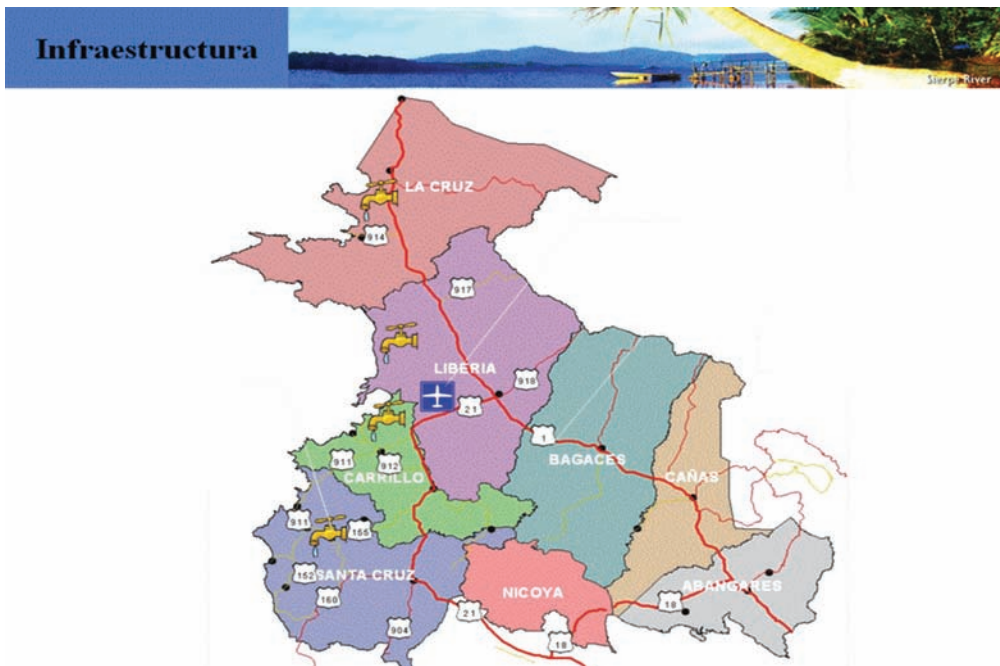 Infraestructura
Sierpe River
LA CRUZ
914
917
LIBERIA
918
21
1
BAGACES
911
912
CARRILLO
CAÑAS
911
155
152
SANTA CRUZ
160
NICOYA
ABANGARES
18
21
904
18